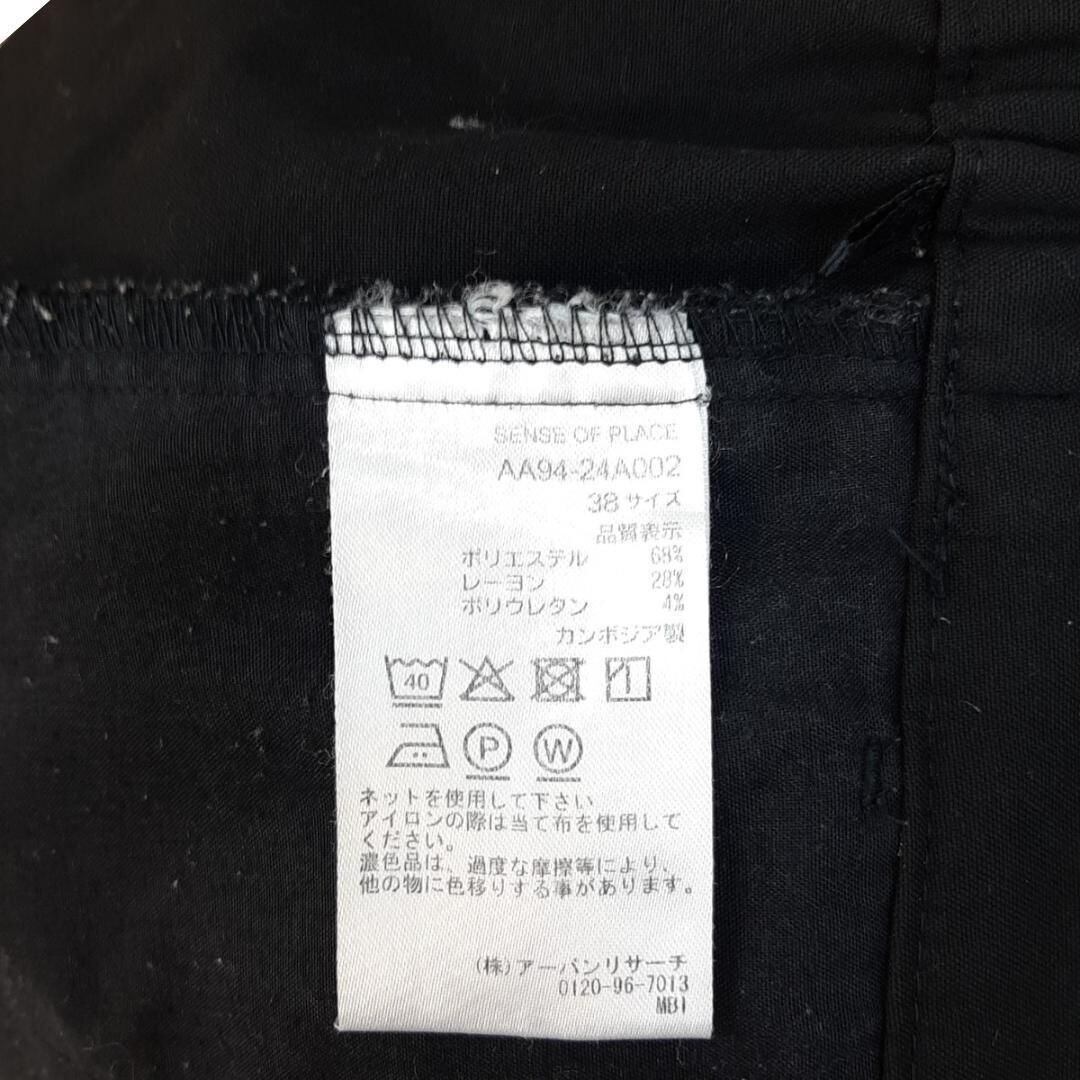 SENSE OF PLACE
AA94-24A002
38 サイズ
品質表示
ポリエステル 68%
レーヨン 28%
ポリウレタン 4%
カンボジア製
40
P W
ネットを使用して下さい
アイロンの際は当て布を使用して
ください。
濃色品は、過度な摩擦等により、
他の物に色移りする事があります。
(株)アーバンリサーチ
0120-96-7013
MB1